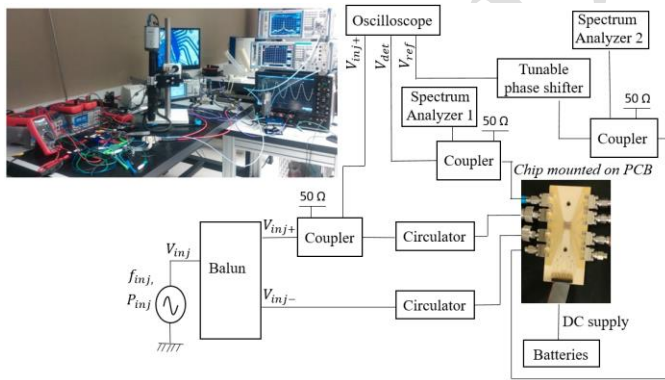 Oscilloscope
V_inj+
V_det
V_ref
Spectrum
Analyzer 2
Tunable
phase shifter
Spectrum
Analyzer 1
50 Ω
50 Ω
Coupler
Coupler
Chip mounted on PCB
50 Ω
V_inj+
Coupler
Circulator
V_inj
Balun
f_inj,
P_inj
V_inj-
Circulator
DC supply
Batteries